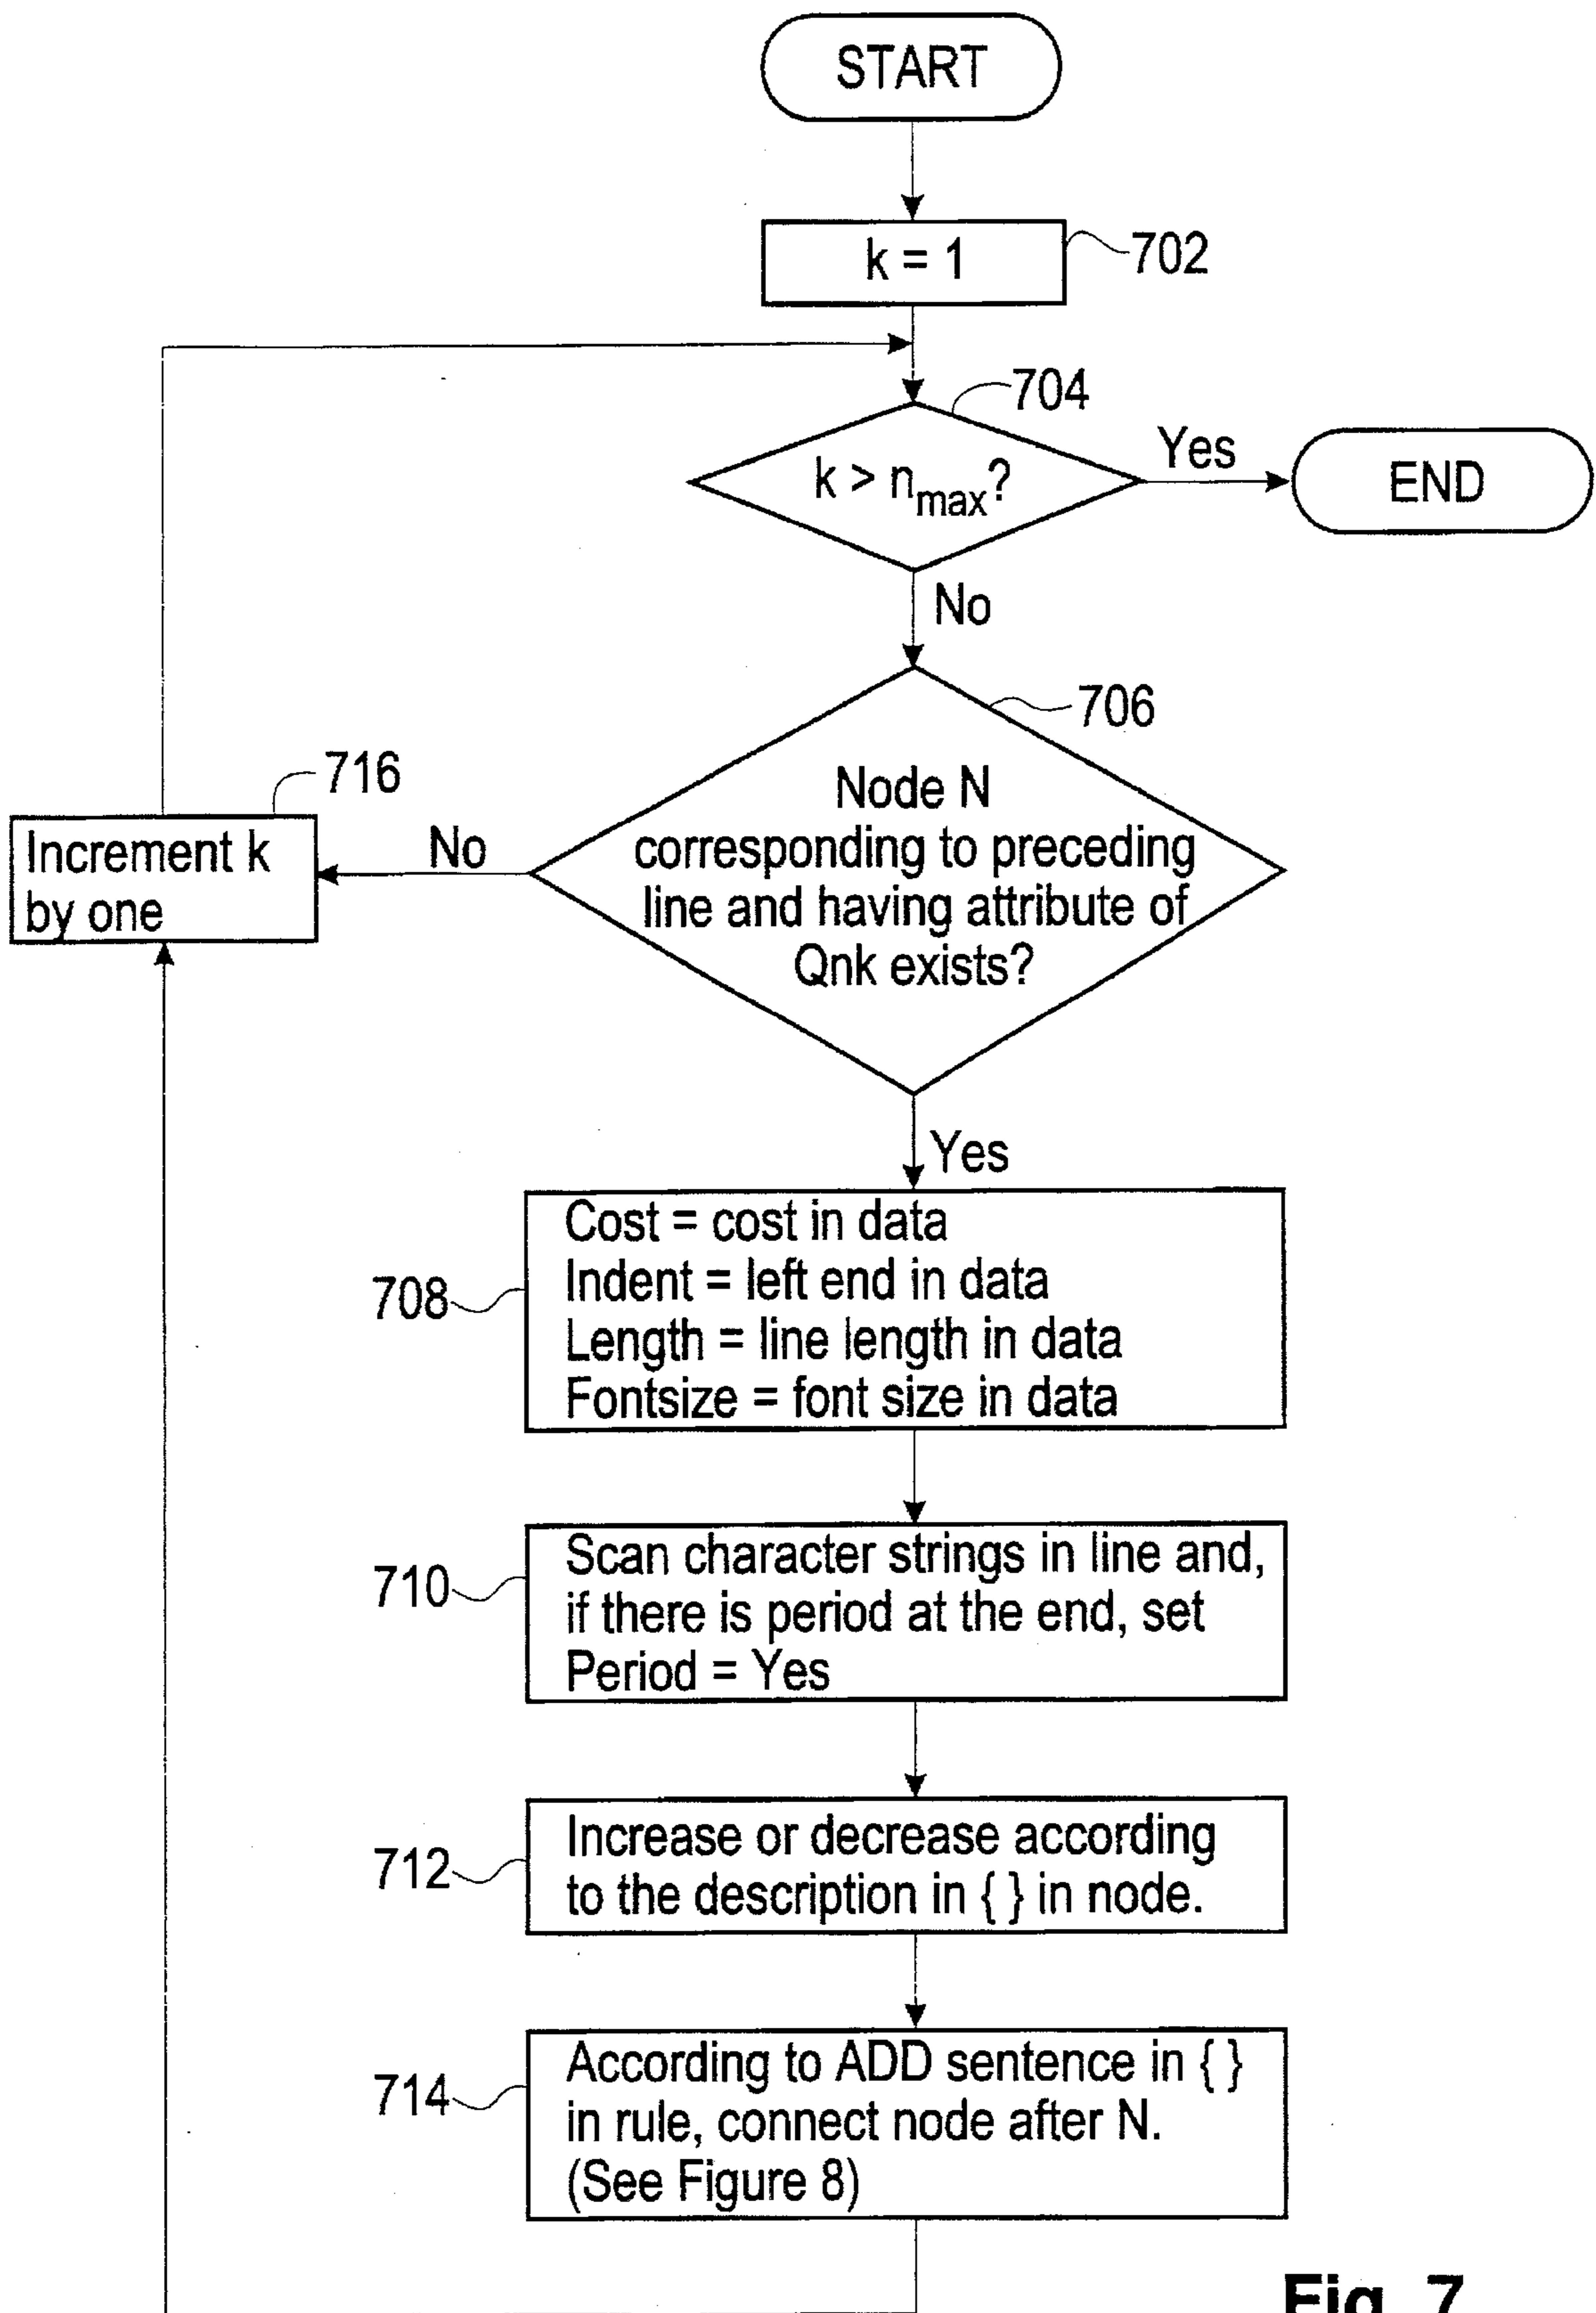 START
k = 1
702
704
k > nmax?
Yes
END
No
706
Node N
corresponding to preceding
line and having attribute of
Qnk exists?
No
716
Increment k
by one
Yes
708
Cost = cost in data
Indent = left end in data
Length = line length in data
Fontsize = font size in data
710
Scan character strings in line and,
if there is period at the end, set
Period = Yes
712
Increase or decrease according
to the description in { } in node.
714
According to ADD sentence in { }
in rule, connect node after N.
(See Figure 8)
Fig. 7